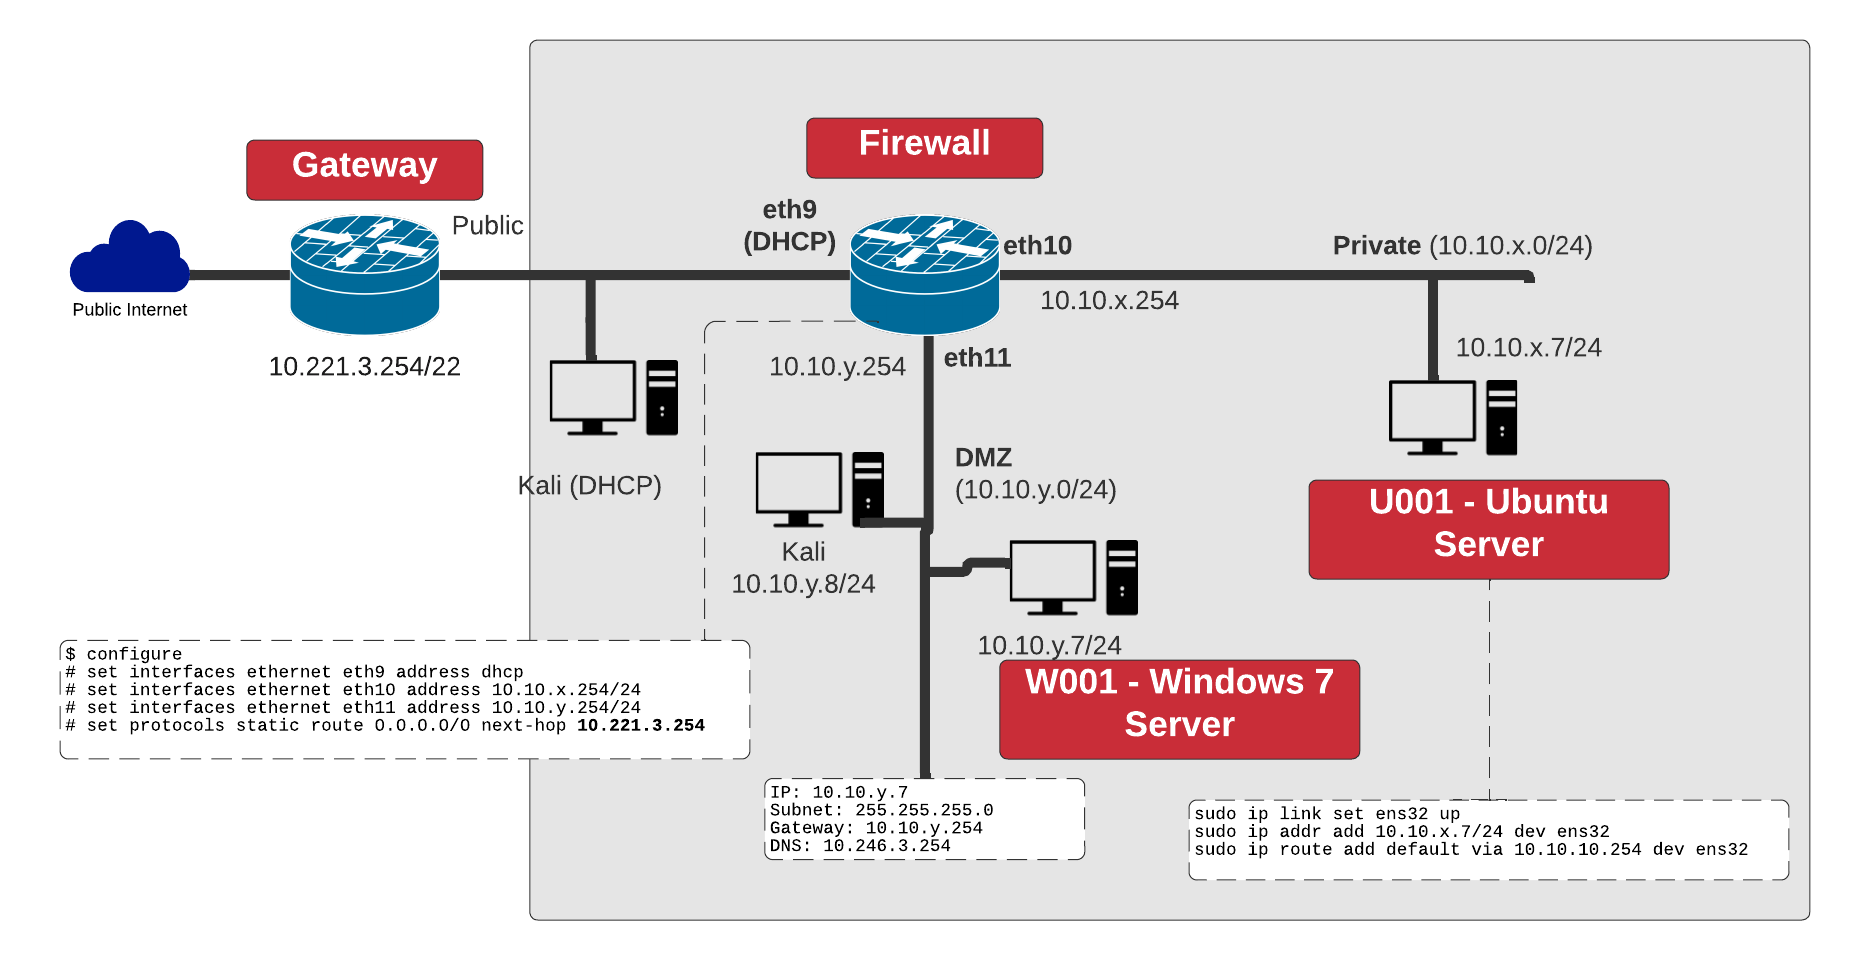 Gateway
Firewall
Public
eth9
(DHCP)
eth10
Private (10.10.x.0/24)
Public Internet
10.10.x.254
10.221.3.254/22
10.10.y.254
eth11
10.10.x.7/24
Kali (DHCP)
DMZ
(10.10.y.0/24)
U001 - Ubuntu
Server
Kali
10.10.y.8/24
10.10.y.7/24
W001 - Windows 7
Server
$ configure
# set interfaces ethernet eth9 address dhcp
# set interfaces ethernet eth10 address 10.10.x.254/24
# set interfaces ethernet eth11 address 10.10.y.254/24
# set protocols static route 0.0.0.0/0 next-hop 10.221.3.254
IP: 10.10.y.7
Subnet: 255.255.255.0
Gateway: 10.10.y.254
DNS: 10.246.3.254
sudo ip link set ens32 up
sudo ip addr add 10.10.x.7/24 dev ens32
sudo ip route add default via 10.10.10.254 dev ens32